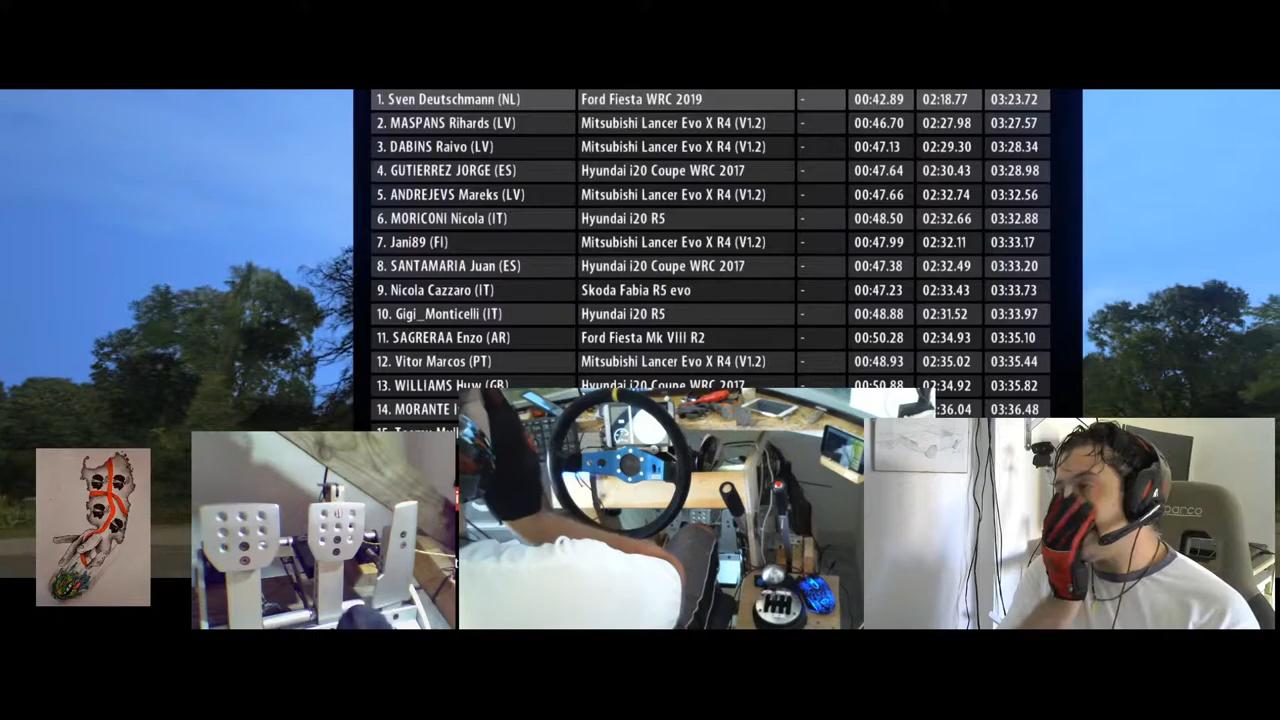 1. Sven Deutschmann (NL) Ford Fiesta WRC 2019 - 00:42.89 02:18.77 03:23.72
2. MASPANS Rihards (LV) Mitsubishi Lancer Evo X R4 (V1.2) - 00:46.70 02:27.98 03:27.57
3. DABINS Raivo (LV) Mitsubishi Lancer Evo X R4 (V1.2) - 00:47.13 02:29.30 03:28.34
4. GUTIERREZ JORGE (ES) Hyundai i20 Coupe WRC 2017 - 00:47.64 02:30.43 03:28.98
5. ANDREJEVS Mareks (LV) Mitsubishi Lancer Evo X R4 (V1.2) - 00:47.66 02:32.74 03:32.56
6. MORICONI Nicola (IT) Hyundai i20 R5 - 00:48.50 02:32.66 03:32.88
7. Jani89 (FI) Mitsubishi Lancer Evo X R4 (V1.2) - 00:47.99 02:32.11 03:33.17
8. SANTAMARIA Juan (ES) Hyundai i20 Coupe WRC 2017 - 00:47.38 02:32.49 03:33.20
9. Nicola Cazzaro (IT) Skoda Fabia R5 evo - 00:47.23 02:33.43 03:33.73
10. Gigi_Monticelli (IT) Hyundai i20 R5 - 00:48.88 02:31.52 03:33.97
11. SAGRERAA Enzo (AR) Ford Fiesta Mk VIII R2 - 00:50.28 02:34.93 03:35.10
12. Vitor Marcos (PT) Mitsubishi Lancer Evo X R4 (V1.2) - 00:48.93 02:35.02 03:35.44
13. WILLIAMS Huw (GB) Hyundai i20 Coupe WRC 2017 - 00:50.88 02:34.92 03:35.82
14. MORANTE :36.04 03:36.48
parco